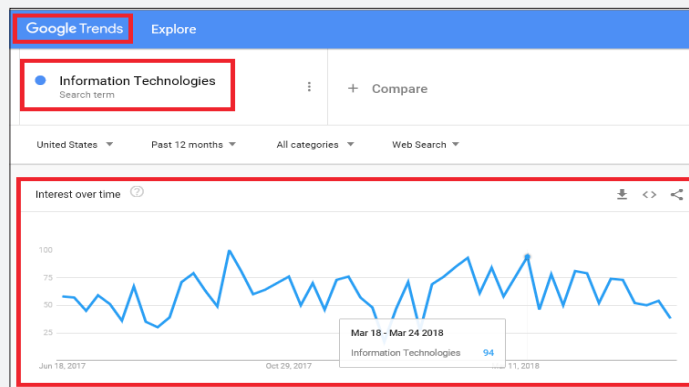 Google Trends Explore
Information Technologies
Search term
+ Compare
United States Past 12 months All categories Web Search
Interest over time
100
75
50
25
Mar 18 - Mar 24 2018
Information Technologies 94
Jun 18, 2017 Oct 29, 2017 11, 2018